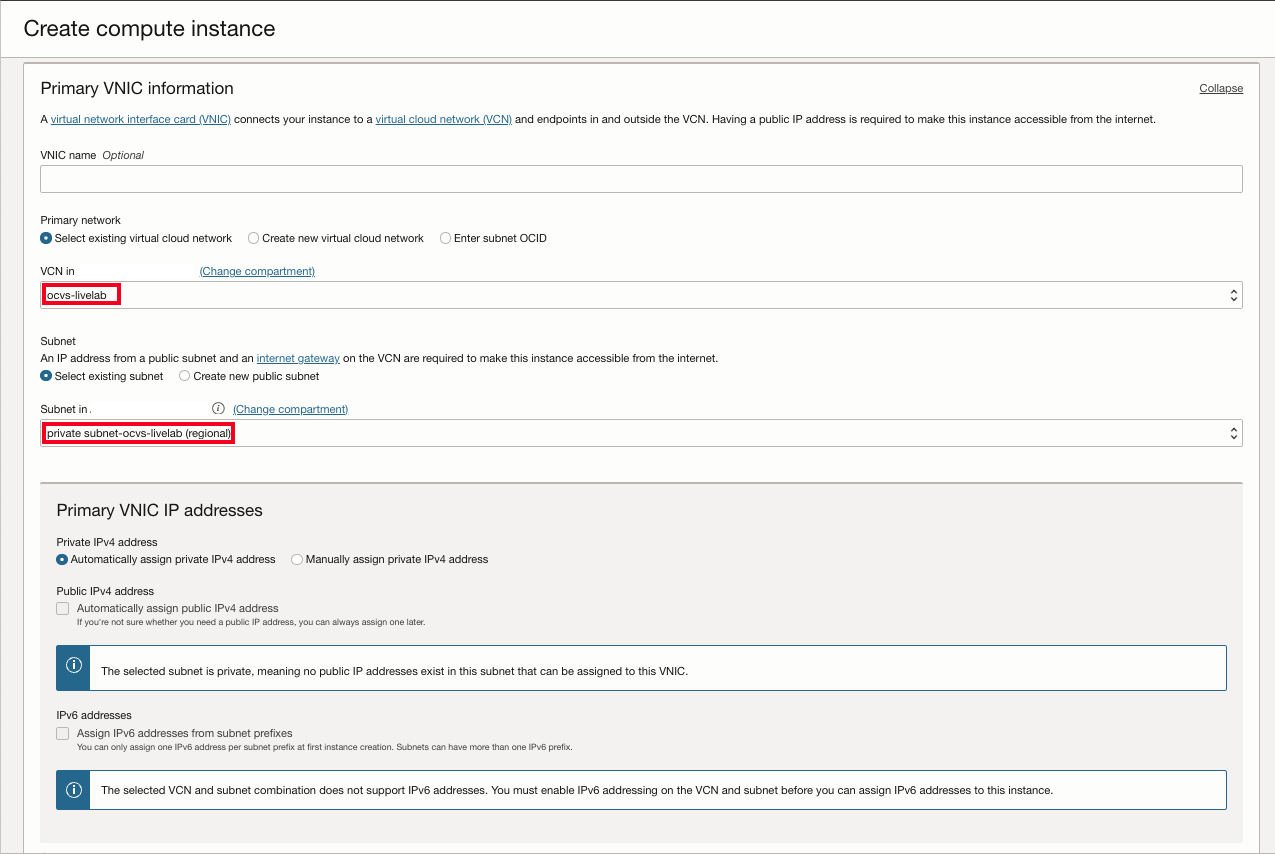 Create compute instance
Primary VNIC information
Collapse
A virtual network interface card (VNIC) connects your instance to a virtual cloud network (VCN) and endpoints in and outside the VCN. Having a public IP address is required to make this instance accessible from the internet.
VNIC name Optional
Primary network
Select existing virtual cloud network Create new virtual cloud network Enter subnet OCID
VCN in (Change compartment)
ocvs-livelab
Subnet
An IP address from a public subnet and an internet gateway on the VCN are required to make this instance accessible from the internet.
Select existing subnet Create new public subnet
Subnet in (Change compartment)
private subnet-ocvs-livelab (regional)
Primary VNIC IP addresses
Private IPv4 address
Automatically assign private IPv4 address Manually assign private IPv4 address
Public IPv4 address
Automatically assign public IPv4 address
If you're not sure whether you need a public IP address, you can always assign one later.
The selected subnet is private, meaning no public IP addresses exist in this subnet that can be assigned to this VNIC.
IPv6 addresses
Assign IPv6 addresses from subnet prefixes
You can only assign one IPv6 address per subnet prefix at first instance creation. Subnets can have more than one IPv6 prefix.
The selected VCN and subnet combination does not support IPv6 addresses. You must enable IPv6 addressing on the VCN and subnet before you can assign IPv6 addresses to this instance.